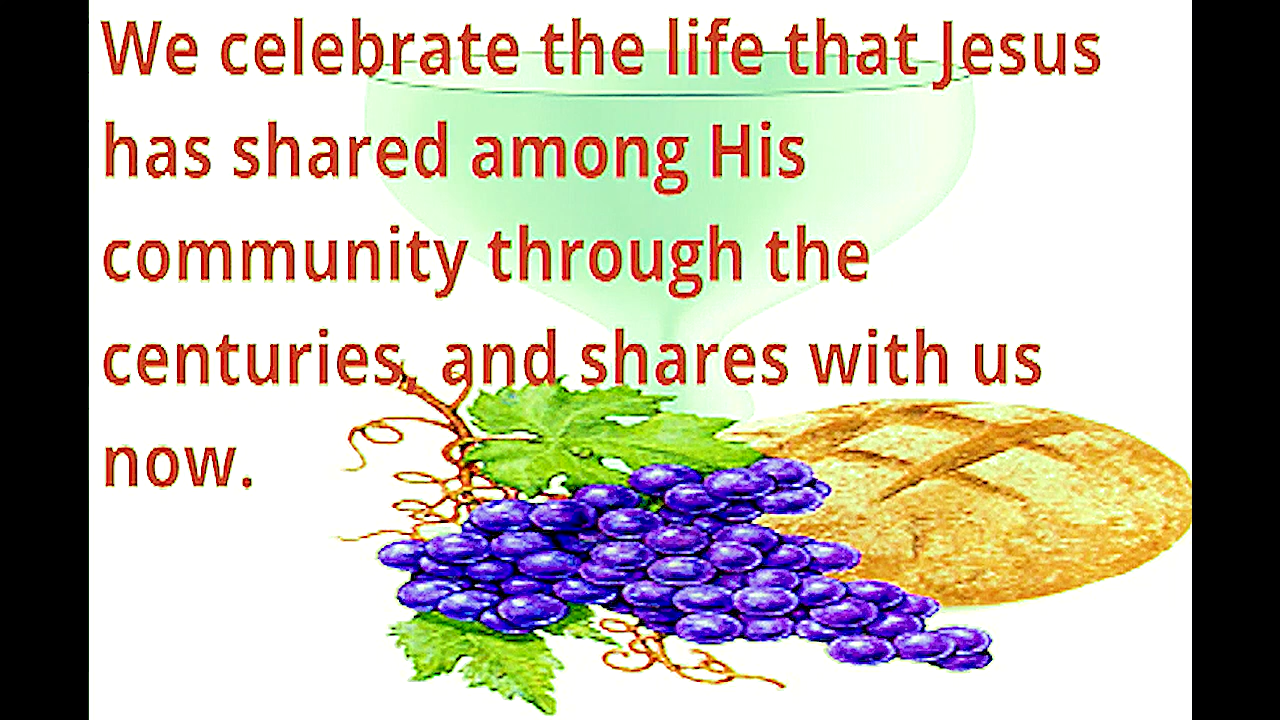 We celebrate the life that Jesus
has shared among His
community through the
centuries, and shares with us
now.